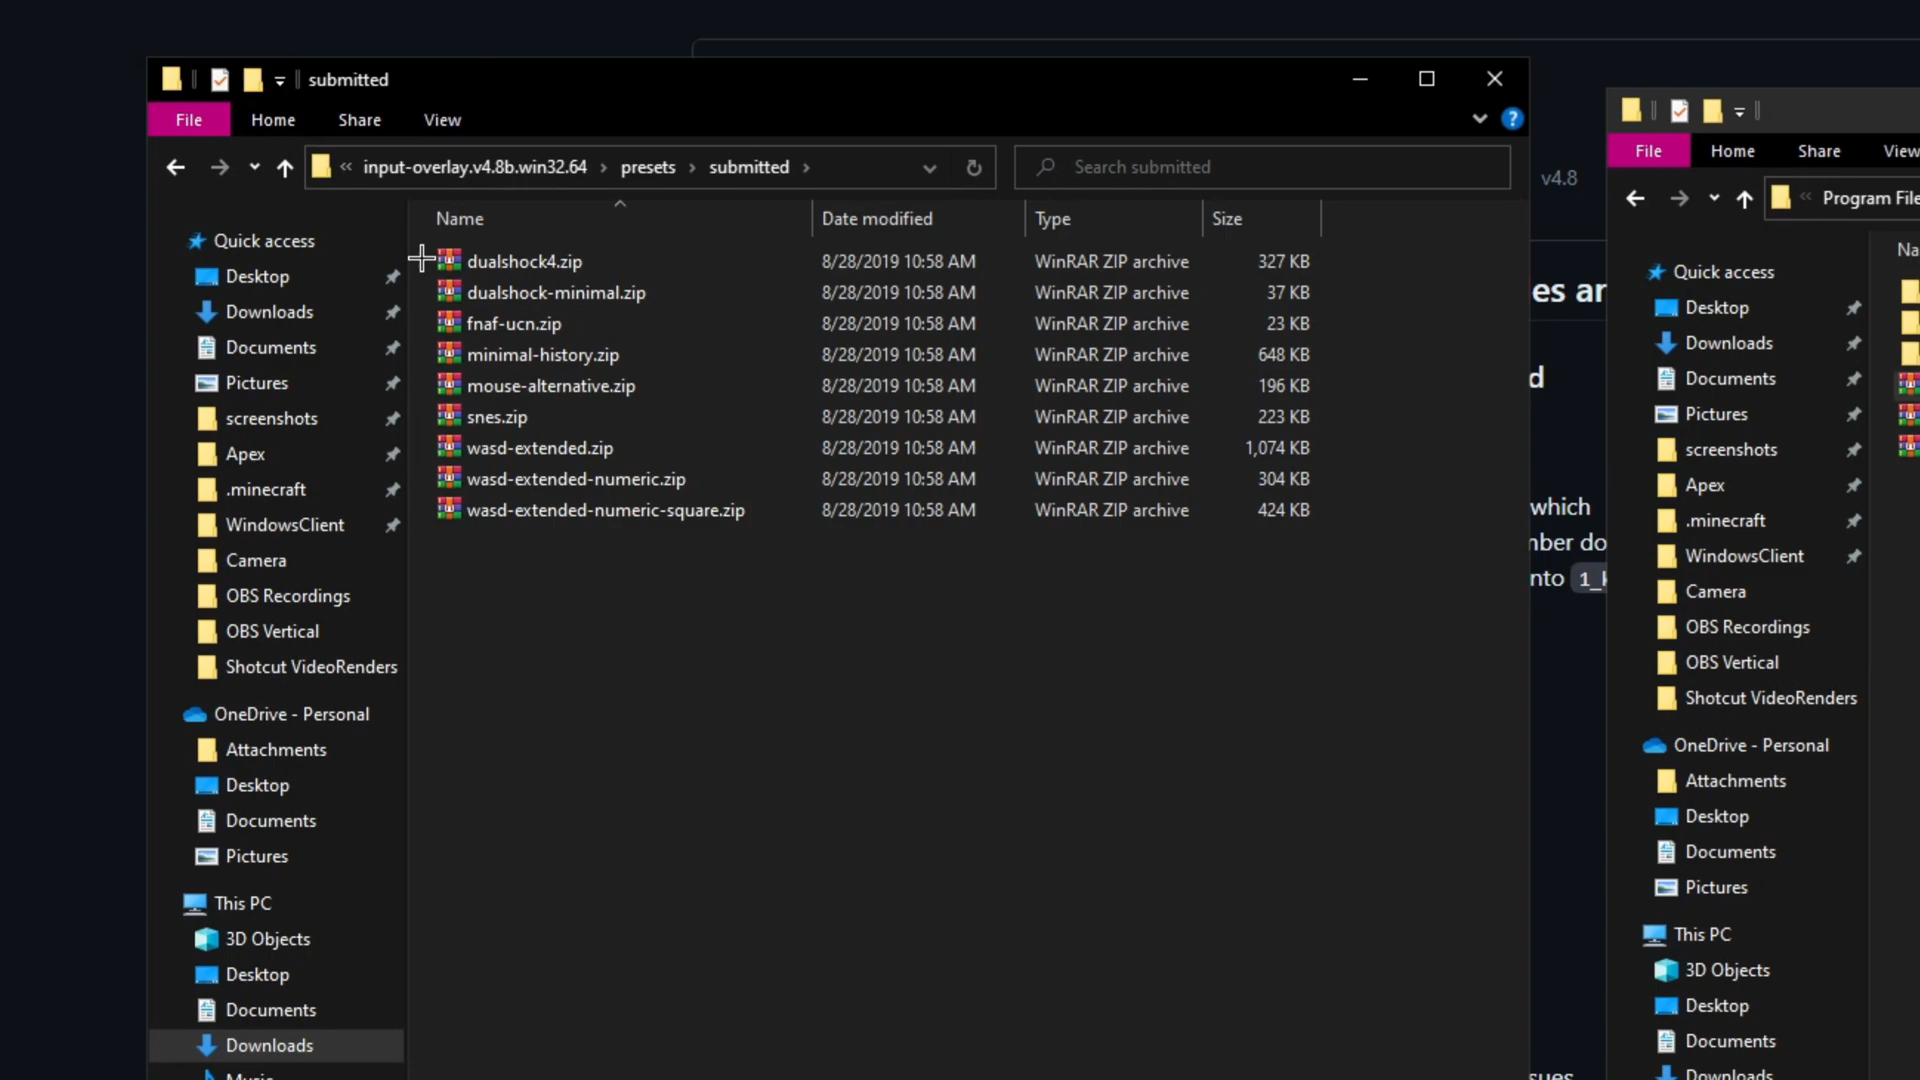 submitted
File Home Share View
input-overlay.v4.8b.win32.64 presets submitted
Search submitted
Name Date modified Type Size
Quick access
Desktop
Downloads
Documents
Pictures
screenshots
Apex
.minecraft
WindowsClient
Camera
OBS Recordings
OBS Vertical
Shotcut VideoRenders
OneDrive - Personal
Attachments
Desktop
Documents
Pictures
This PC
3D Objects
Desktop
Documents
Downloads
dualshock4.zip 8/28/2019 10:58 AM WinRAR ZIP archive 327 KB
dualshock-minimal.zip 8/28/2019 10:58 AM WinRAR ZIP archive 37 KB
fnaf-ucn.zip 8/28/2019 10:58 AM WinRAR ZIP archive 23 KB
minimal-history.zip 8/28/2019 10:58 AM WinRAR ZIP archive 648 KB
mouse-alternative.zip 8/28/2019 10:58 AM WinRAR ZIP archive 196 KB
snes.zip 8/28/2019 10:58 AM WinRAR ZIP archive 223 KB
wasd-extended.zip 8/28/2019 10:58 AM WinRAR ZIP archive 1,074 KB
wasd-extended-numeric.zip 8/28/2019 10:58 AM WinRAR ZIP archive 304 KB
wasd-extended-numeric-square.zip 8/28/2019 10:58 AM WinRAR ZIP archive 424 KB
v4.8
es ar
d
which
nber do
nto 1_k
sues
File Home Share View
Program File
Na
Quick access
Desktop
Downloads
Documents
Pictures
screenshots
Apex
.minecraft
WindowsClient
Camera
OBS Recordings
OBS Vertical
Shotcut VideoRenders
OneDrive - Personal
Attachments
Desktop
Documents
Pictures
This PC
3D Objects
Desktop
Documents
Downloads